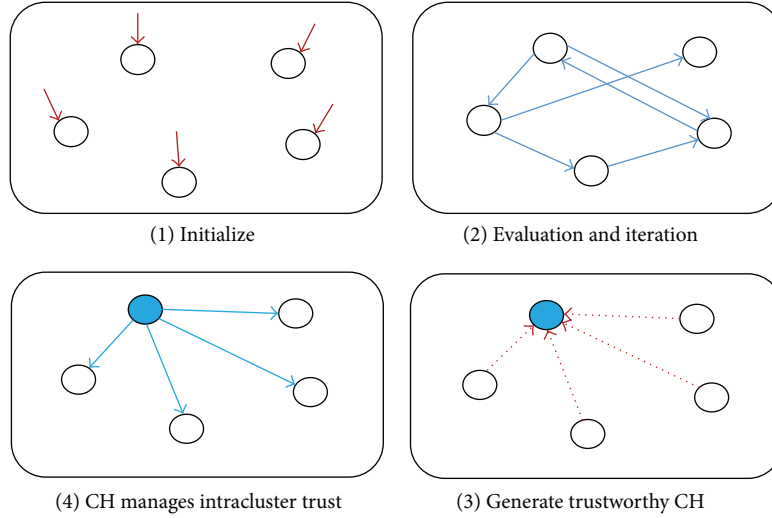 (1) Initialize
(2) Evaluation and iteration
(4) CH manages intracluster trust
(3) Generate trustworthy CH